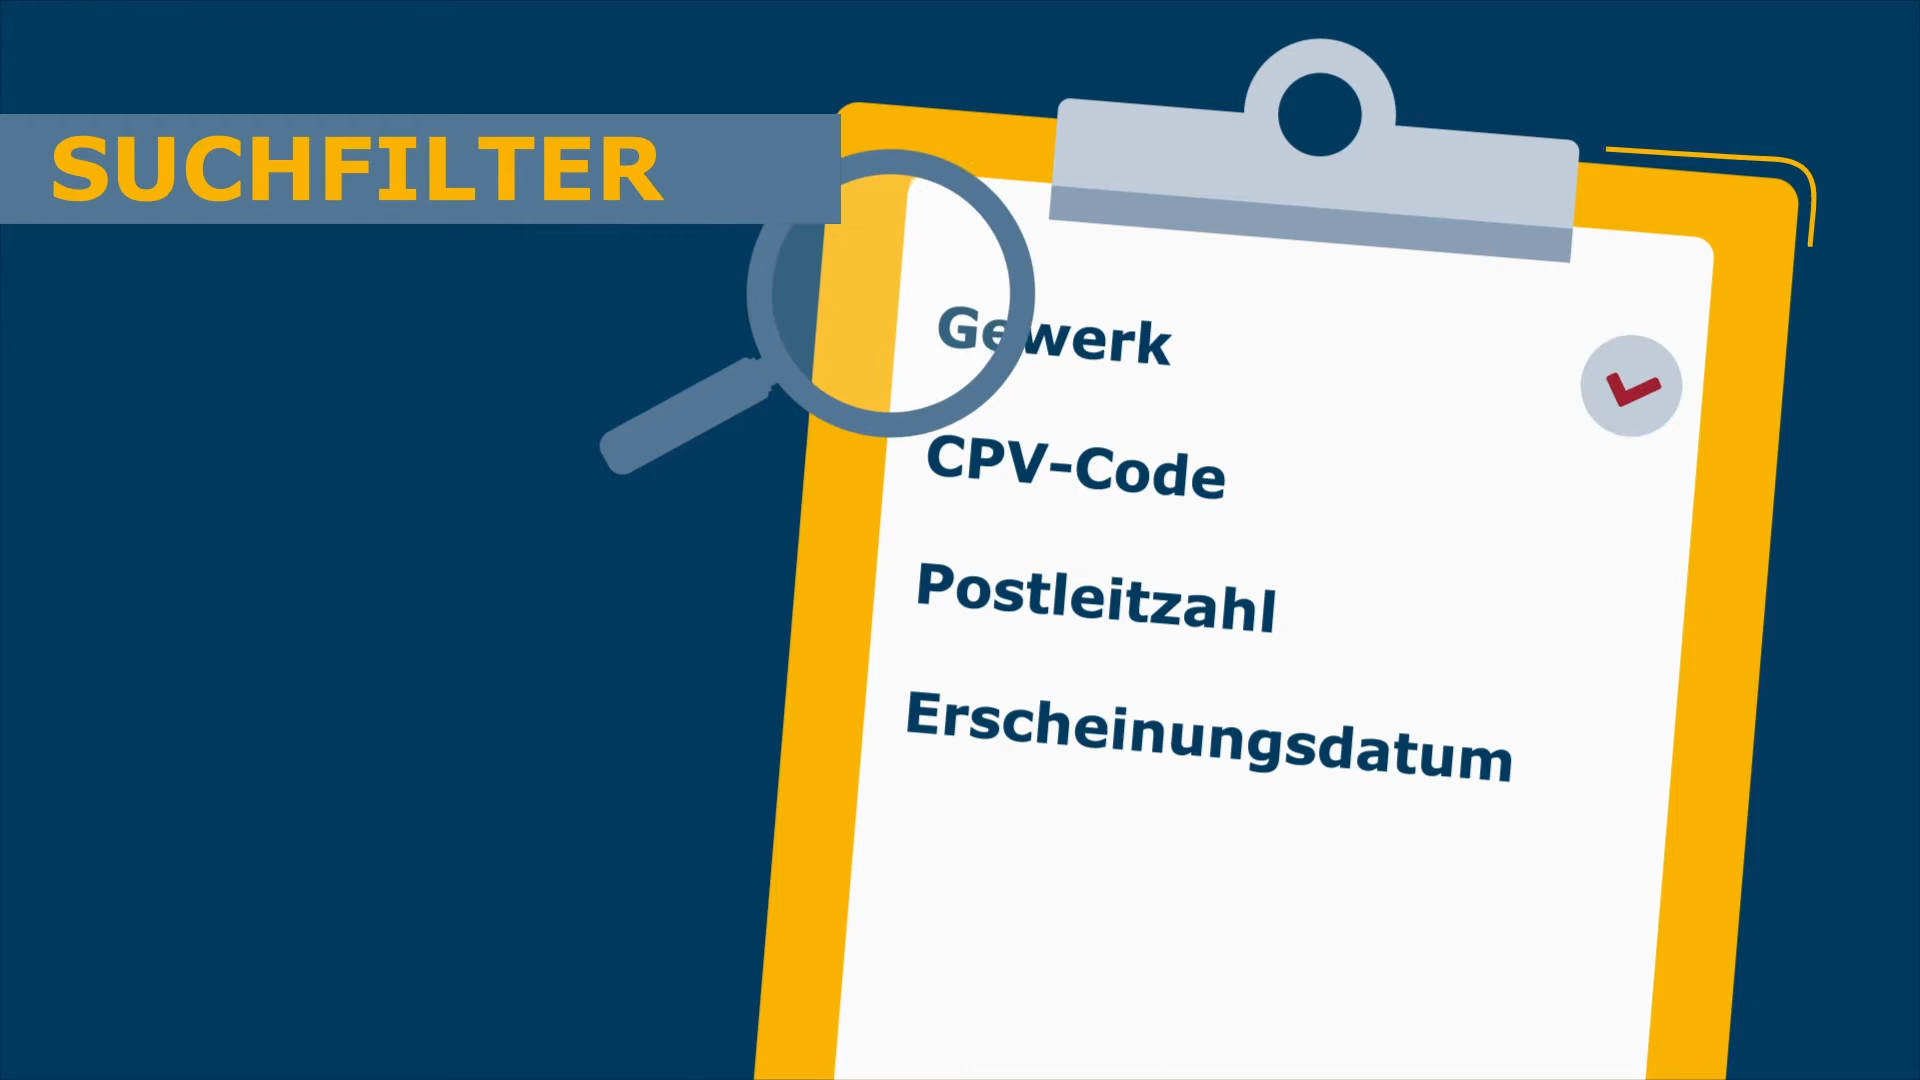 SUCHFILTER
Gewerk
CPV-Code
Postleitzahl
Erscheinungsdatum